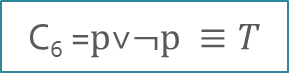 C₆ =p∨¬p ≡ T